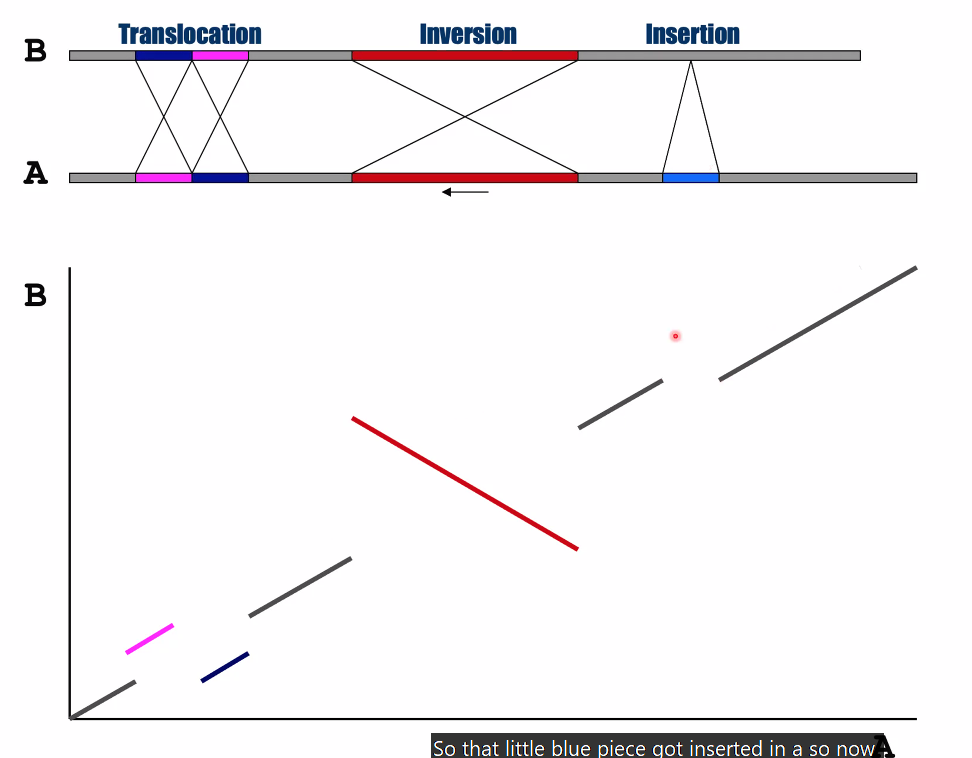 Translocation Inversion Insertion
B
A
B
A
So that little blue piece got inserted in a so now